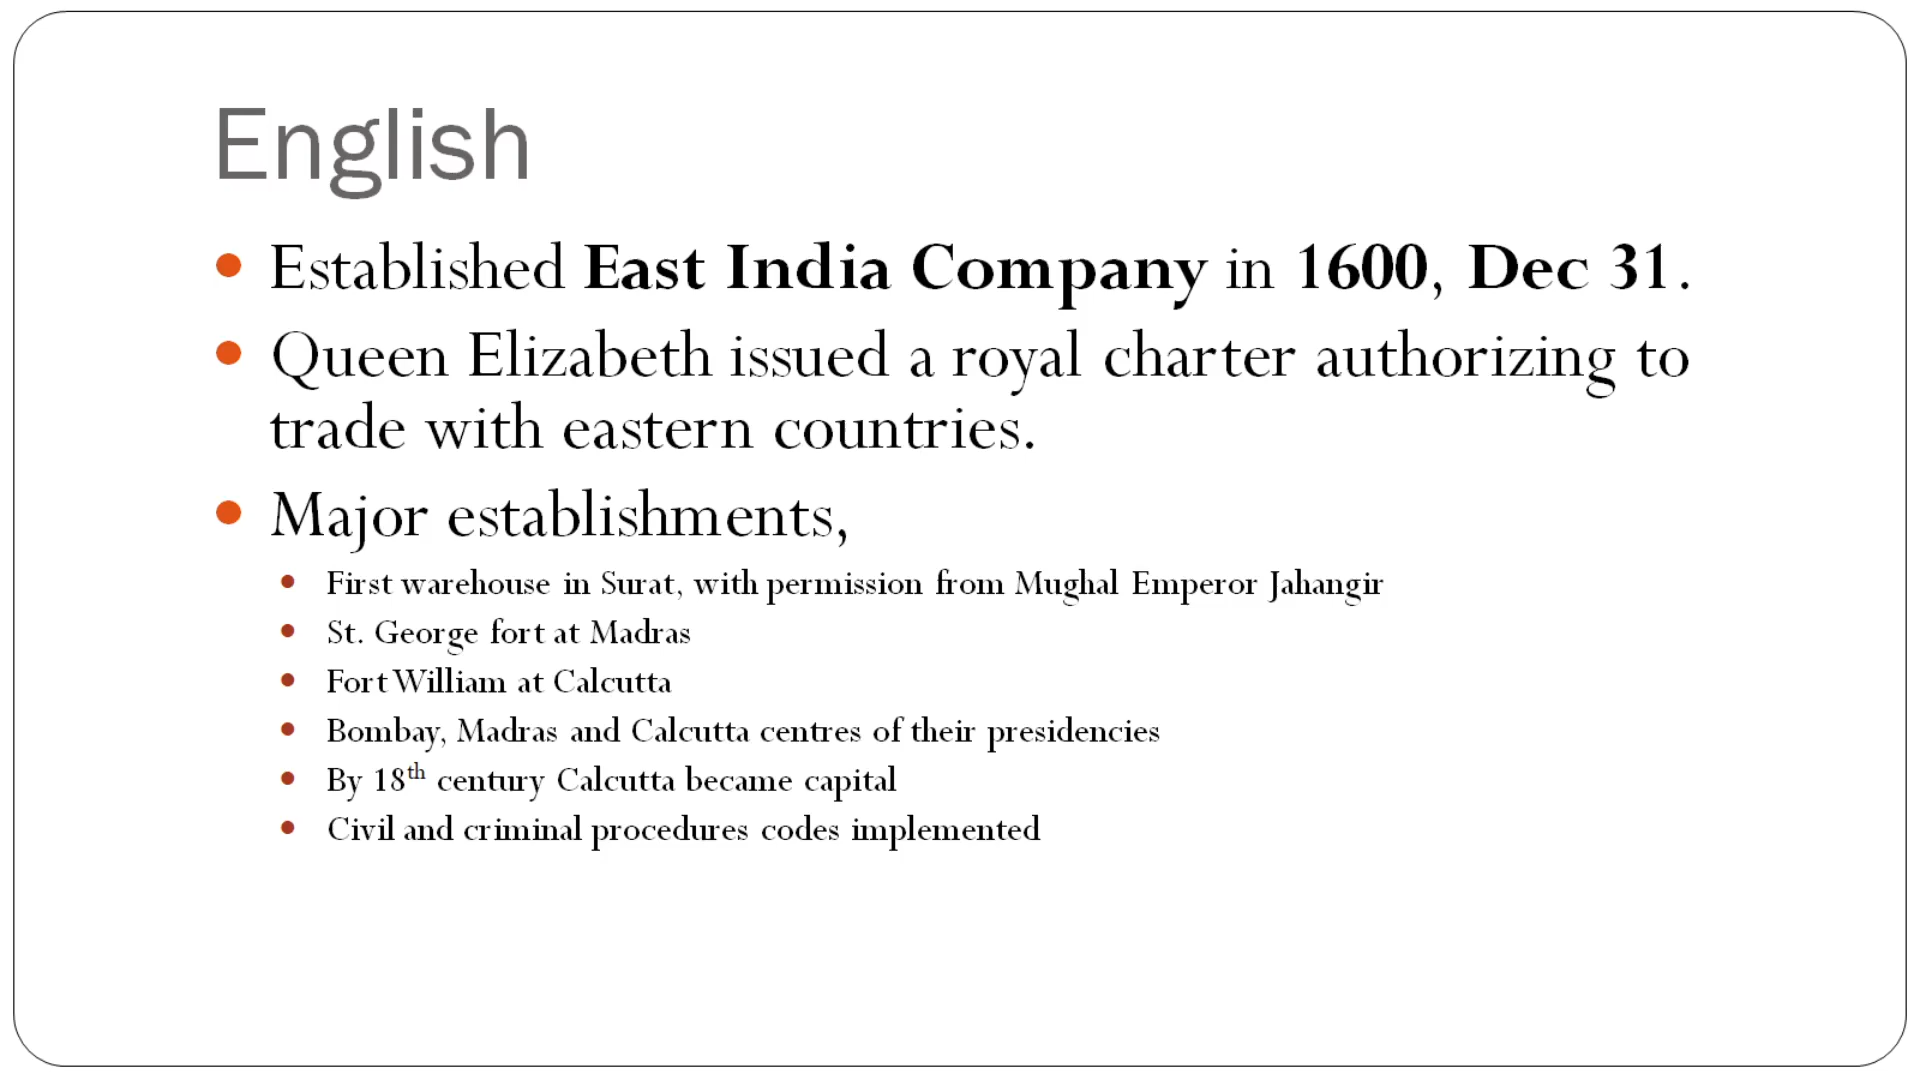 English
Established East India Company in 1600, Dec 31.
Queen Elizabeth issued a royal charter authorizing to
trade with eastern countries.
Major establishments,
First warehouse in Surat, with permission from Mughal Emperor Jahangir
St. George fort at Madras
Fort William at Calcutta
Bombay, Madras and Calcutta centres of their presidencies
By 18th century Calcutta became capital
Civil and criminal procedures codes implemented